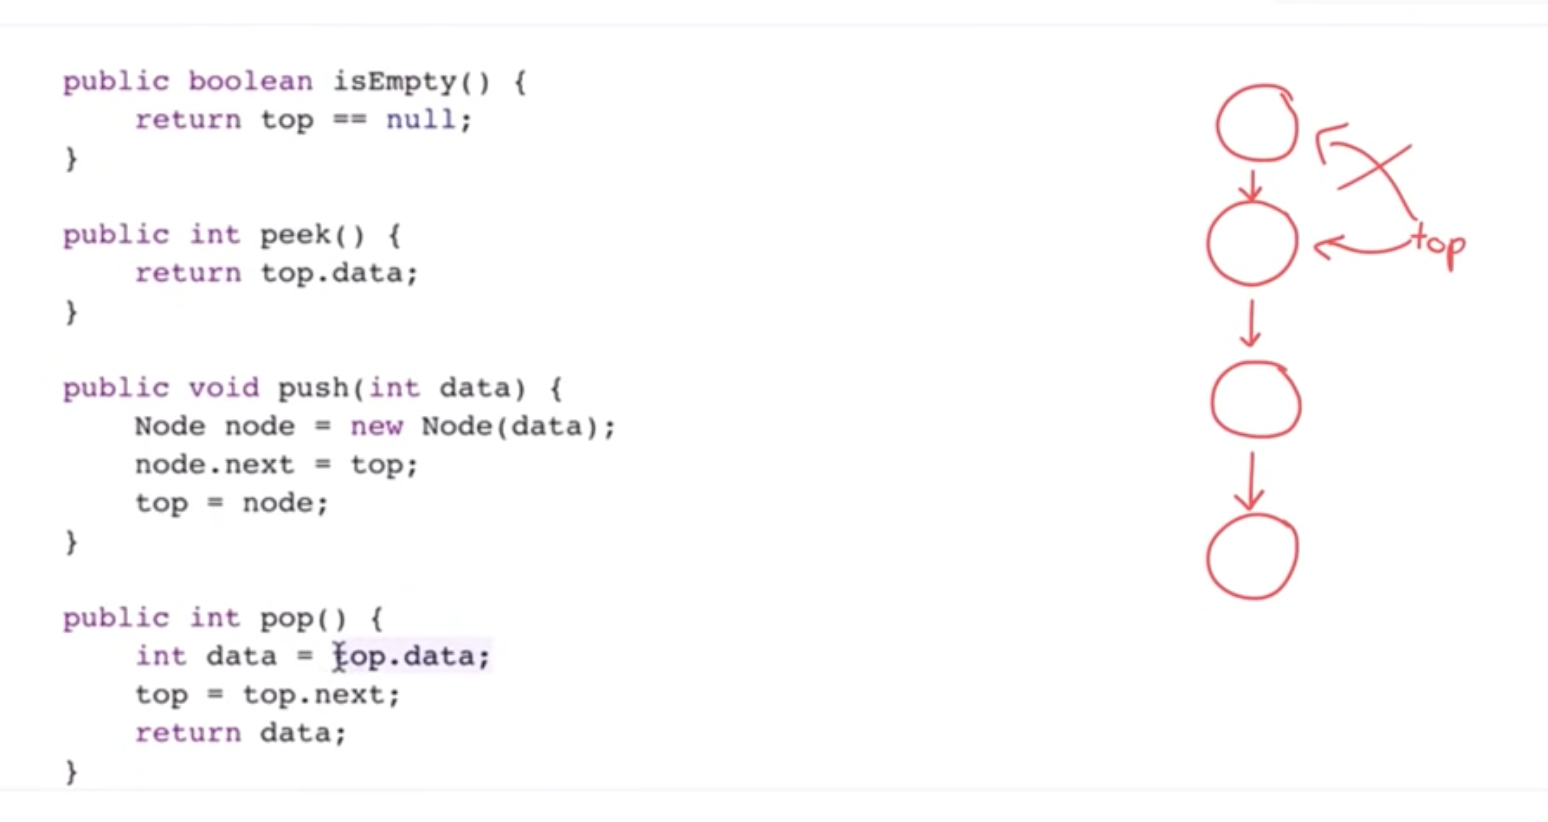 public boolean isEmpty() {
return top == null;
}
public int peek() {
return top.data;
}
public void push(int data) {
Node node = new Node(data);
node.next = top;
top = node;
}
public int pop() {
int data = top.data;
top = top.next;
return data;
}
top